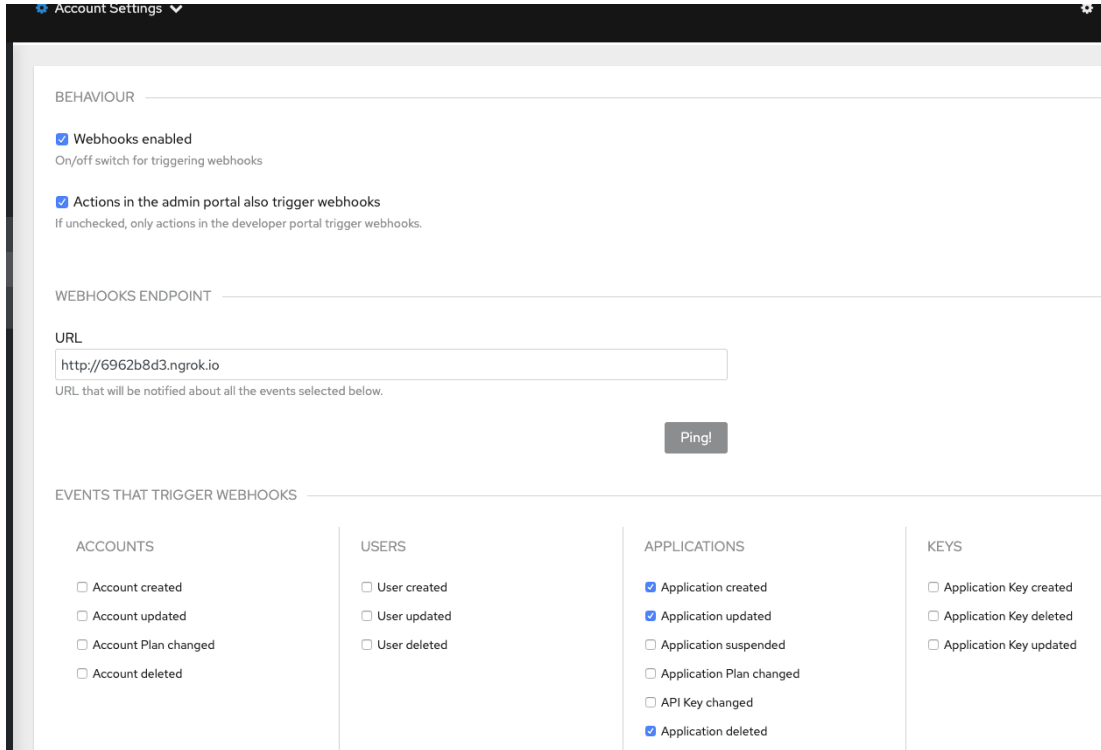 Account Settings
BEHAVIOUR
Webhooks enabled
On/off switch for triggering webhooks
Actions in the admin portal also trigger webhooks
If unchecked, only actions in the developer portal trigger webhooks.
WEBHOOKS ENDPOINT
URL
http://6962b8d3.ngrok.io
URL that will be notified about all the events selected below.
Ping!
EVENTS THAT TRIGGER WEBHOOKS
ACCOUNTS
Account created
Account updated
Account Plan changed
Account deleted
USERS
User created
User updated
User deleted
APPLICATIONS
Application created
Application updated
Application suspended
Application Plan changed
API Key changed
Application deleted
KEYS
Application Key created
Application Key deleted
Application Key updated